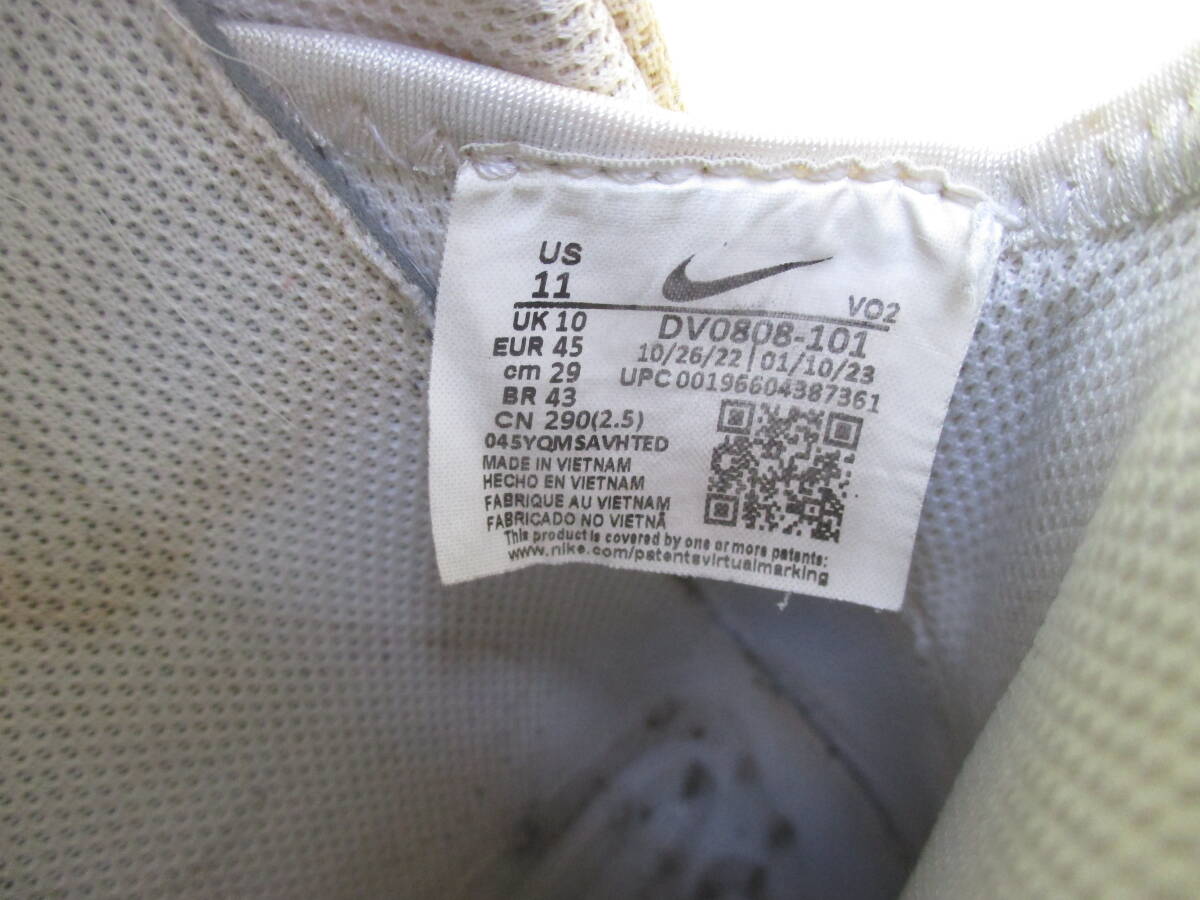 US
11
VO2
UK 10
DV0808-101
EUR 45
10/26/22 | 01/10/23
cm 29
UPC 00196604387361
BR 43
CN 290(2.5)
045YQMSAVHTED
MADE IN VIETNAM
HECHO EN VIETNAM
FABRIQUE AU VIETNAM
FABRICADO NO VIETNÃ
This product is covered by one or more patents:
www.nike.com/patentsvirtualmarking